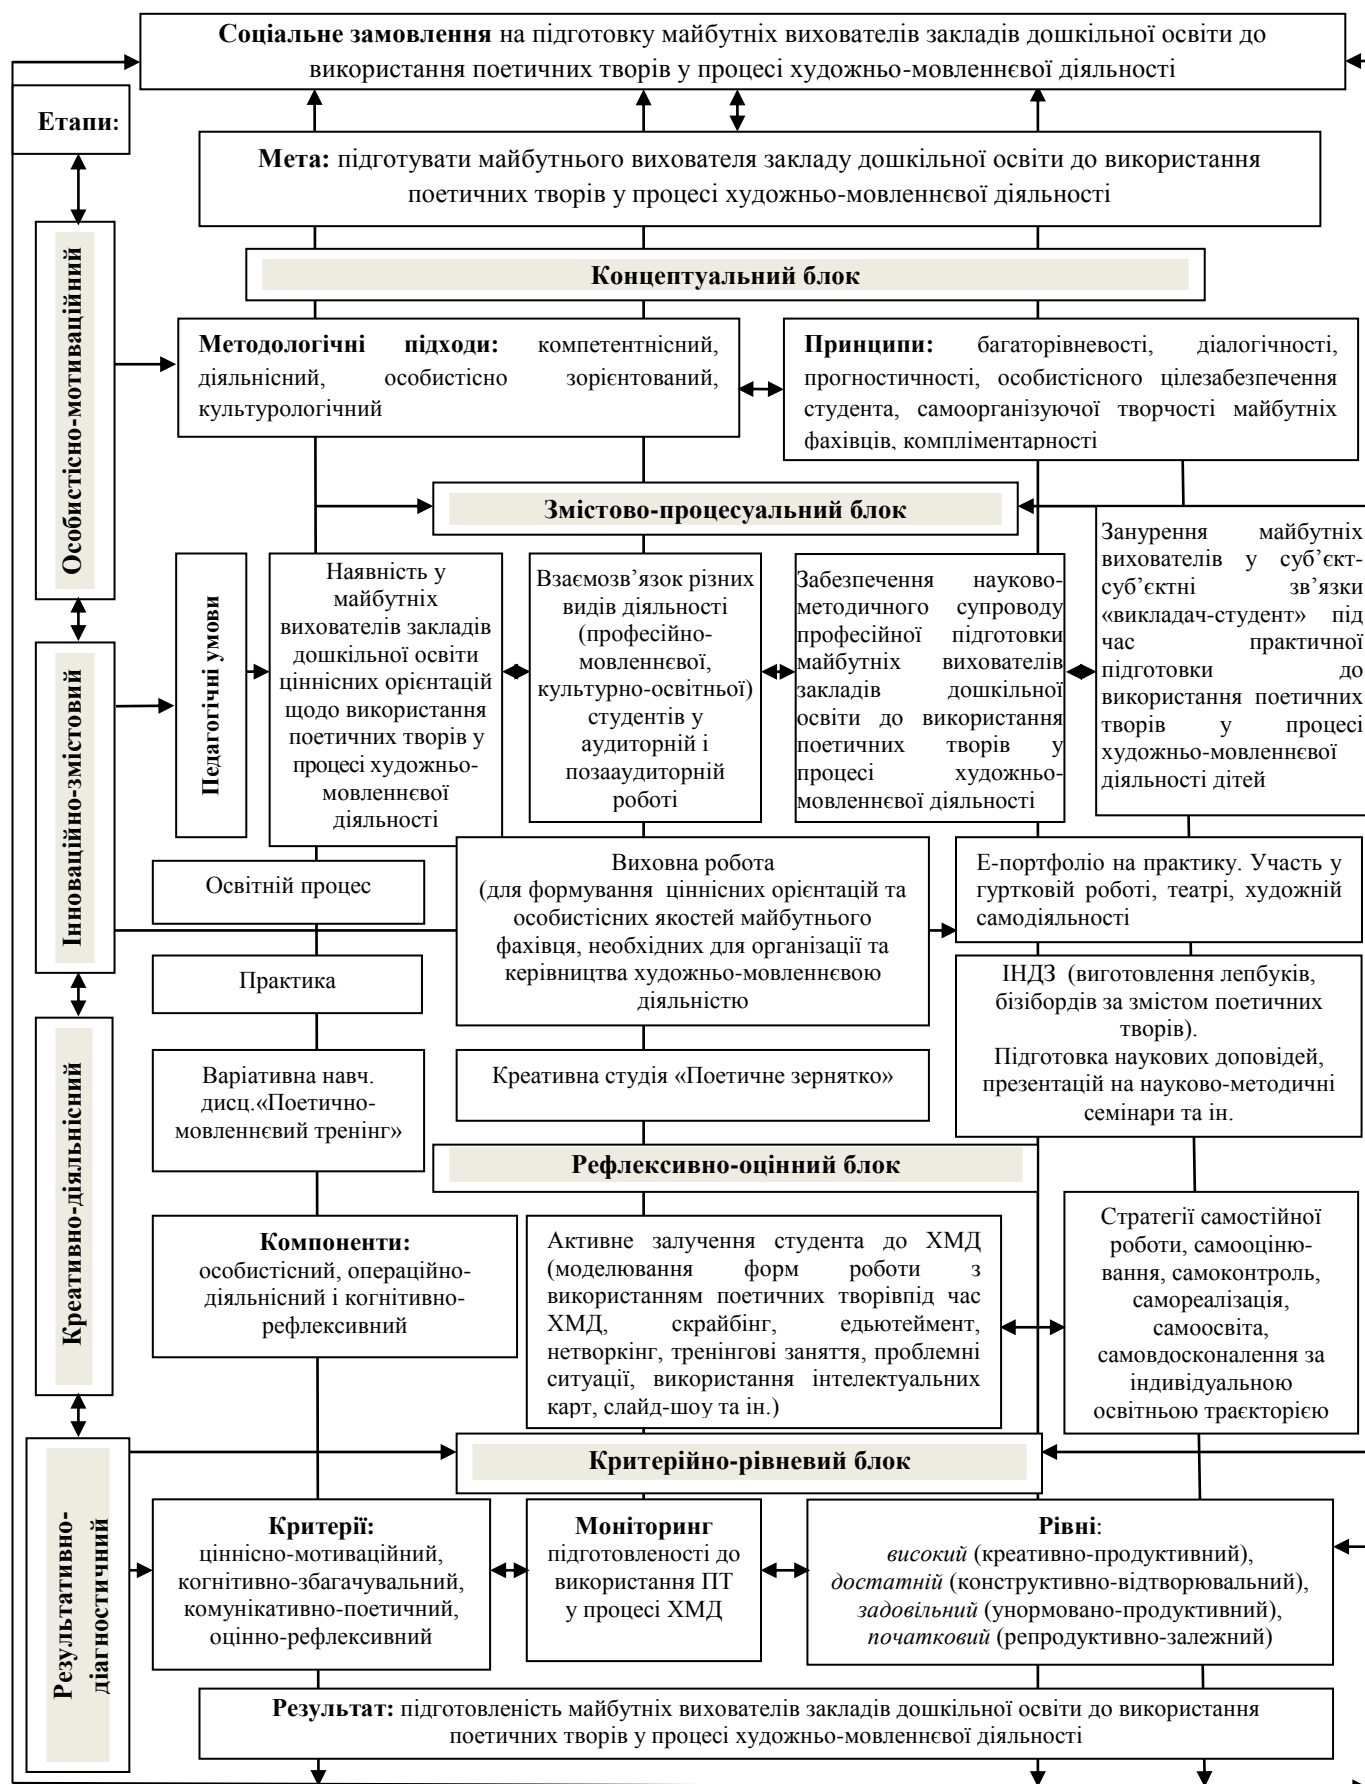 Соціальне замовлення на підготовку майбутніх вихователів закладів дошкільної освіти до
використання поетичних творів у процесі художньо-мовленнєвої діяльності
Етапи:
Мета: підготувати майбутнього вихователя закладу дошкільної освіти до використання
поетичних творів у процесі художньо-мовленнєвої діяльності
Особистісно-мотиваційний
Концептуальний блок
Методологічні підходи: компетентнісний,
діяльнісний, особистісно зорієнтований,
культурологічний
Принципи: багаторівневості, діалогічності,
прогностичності, особистісного цілезабезпечення
студента, самоорганізуючої творчості майбутніх
фахівців, компліментарності
Змістово-процесуальний блок
Інноваційно-змістовий
Педагогічні умови
Наявність у
майбутніх
вихователів закладів
дошкільної освіти
ціннісних орієнтацій
щодо використання
поетичних творів у
процесі художньо-
мовленнєвої
діяльності
Взаємозв’язок різних
видів діяльності
(професійно-
мовленнєвої,
культурно-освітньої)
студентів у
аудиторній і
позааудиторній
роботі
Забезпечення науково-
методичного супроводу
професійної підготовки
майбутніх вихователів
закладів дошкільної
освіти до використання
поетичних творів у
процесі художньо-
мовленнєвої діяльності
Занурення майбутніх
вихователів у суб’єкт-
суб’єктні зв’язки
«викладач-студент» під
час практичної
підготовки до
використання поетичних
творів у процесі
художньо-мовленнєвої
діяльності дітей
Освітній процес
Виховна робота
(для формування ціннісних орієнтацій та
особистісних якостей майбутнього
фахівця, необхідних для організації та
керівництва художньо-мовленнєвою
діяльністю
Е-портфоліо на практику. Участь у
гуртковій роботі, театрі, художній
самодіяльності
Практика
ІНДЗ (виготовлення лепбуків,
бізібордів за змістом поетичних
творів).
Підготовка наукових доповідей,
презентацій на науково-методичні
семінари та ін.
Креативно-діяльнісний
Варіативна навч.
дисц.«Поетично-
мовленнєвий тренінг»
Креативна студія «Поетичне зернятко»
Рефлексивно-оцінний блок
Компоненти:
особистісний, операційно-
діяльнісний і когнітивно-
рефлексивний
Активне залучення студента до ХМД
(моделювання форм роботи з
використанням поетичних творівпід час
ХМД, скрайбінг, едьютеймент,
нетворкінг, тренінгові заняття, проблемні
ситуації, використання інтелектуальних
карт, слайд-шоу та ін.)
Стратегії самостійної
роботи, самооціню-
вання, самоконтроль,
самореалізація,
самоосвіта,
самовдосконалення за
індивідуальною
освітньою траєкторією
Результативно-
діагностичний
Критерійно-рівневий блок
Критерії:
ціннісно-мотиваційний,
когнітивно-збагачувальний,
комунікативно-поетичний,
оцінно-рефлексивний
Моніторинг
підготовленості до
використання ПТ
у процесі ХМД
Рівні:
високий (креативно-продуктивний),
достатній (конструктивно-відтворювальний),
задовільний (унормовано-продуктивний),
початковий (репродуктивно-залежний)
Результат: підготовленість майбутніх вихователів закладів дошкільної освіти до використання
поетичних творів у процесі художньо-мовленнєвої діяльності